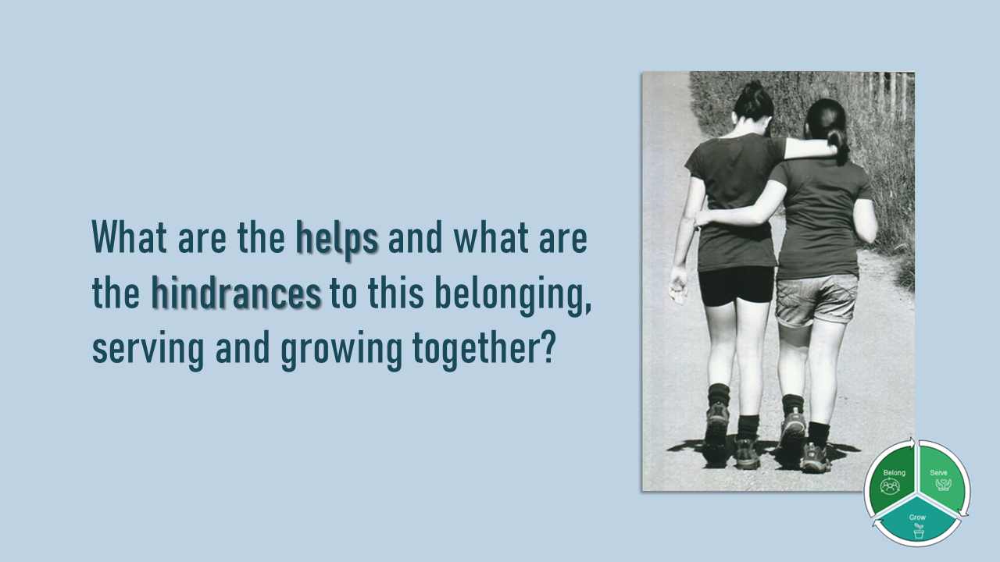 What are the helps and what are
the hindrances to this belonging,
serving and growing together?
Belong
Serve
Grow